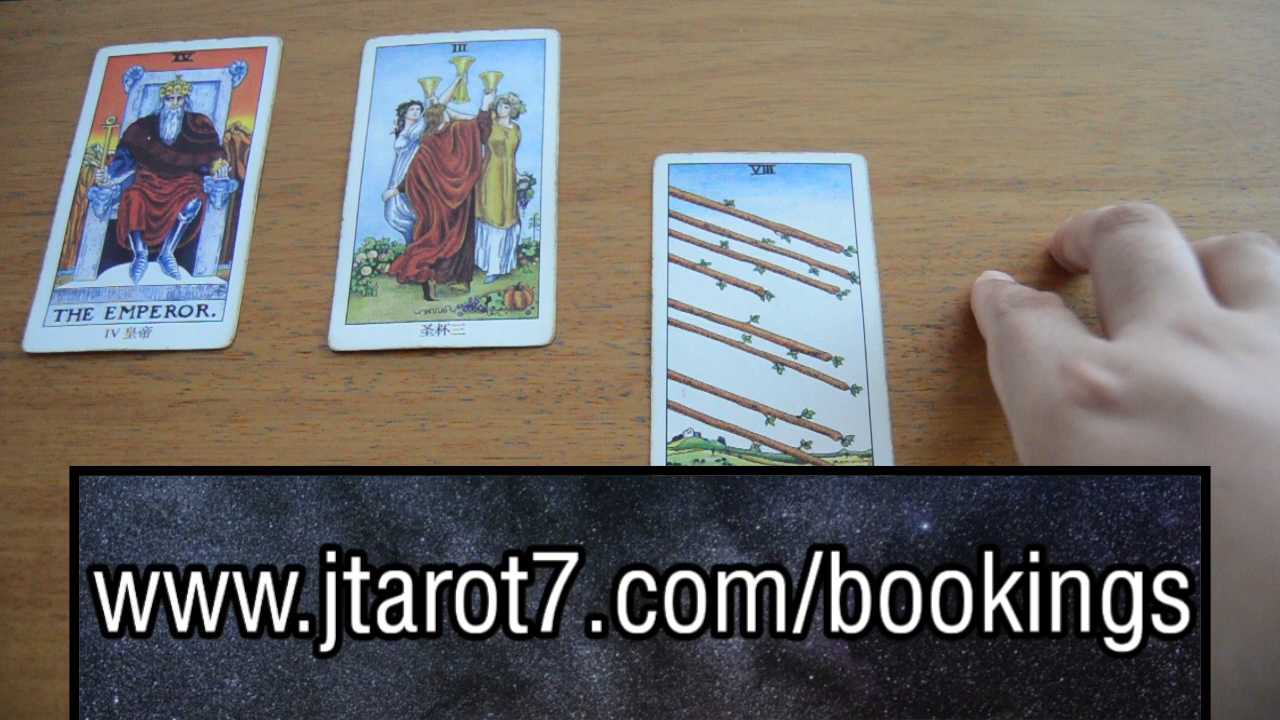 IV
THE EMPEROR.
IV 皇帝
III
圣杯三
VIII
www.jtarot7.com/bookings